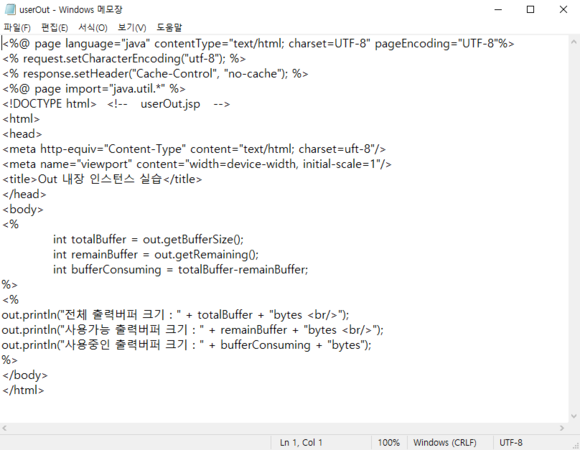 userOut - Windows 메모장
파일(F) 편집(E) 서식(O) 보기(V) 도움말
<%@ page language="java" contentType="text/html; charset=UTF-8" pageEncoding="UTF-8"%>
<% request.setCharacterEncoding("utf-8"); %>
<% response.setHeader("Cache-Control", "no-cache"); %>
<%@ page import="java.util.*" %>
<!DOCTYPE html> <!-- userOut.jsp -->
<html>
<head>
<meta http-equiv="Content-Type" content="text/html; charset=uft-8"/>
<meta name="viewport" content="width=device-width, initial-scale=1"/>
<title>Out 내장 인스턴스 실습</title>
</head>
<body>
<%
int totalBuffer = out.getBufferSize();
int remainBuffer = out.getRemaining();
int bufferConsuming = totalBuffer-remainBuffer;
%>
<%
out.println("전체 출력버퍼 크기 : " + totalBuffer + "bytes <br/>");
out.println("사용가능 출력버퍼 크기 : " + remainBuffer + "bytes <br/>");
out.println("사용중인 출력버퍼 크기 : " + bufferConsuming + "bytes");
%>
</body>
</html>
Ln 1, Col 1 100% Windows (CRLF) UTF-8